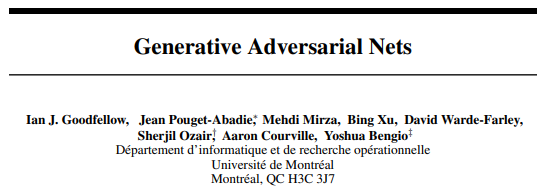 Generative Adversarial Nets
Ian J. Goodfellow, Jean Pouget-Abadie,* Mehdi Mirza, Bing Xu, David Warde-Farley,
Sherjil Ozair,† Aaron Courville, Yoshua Bengio‡
Département d'informatique et de recherche opérationnelle
Université de Montréal
Montréal, QC H3C 3J7